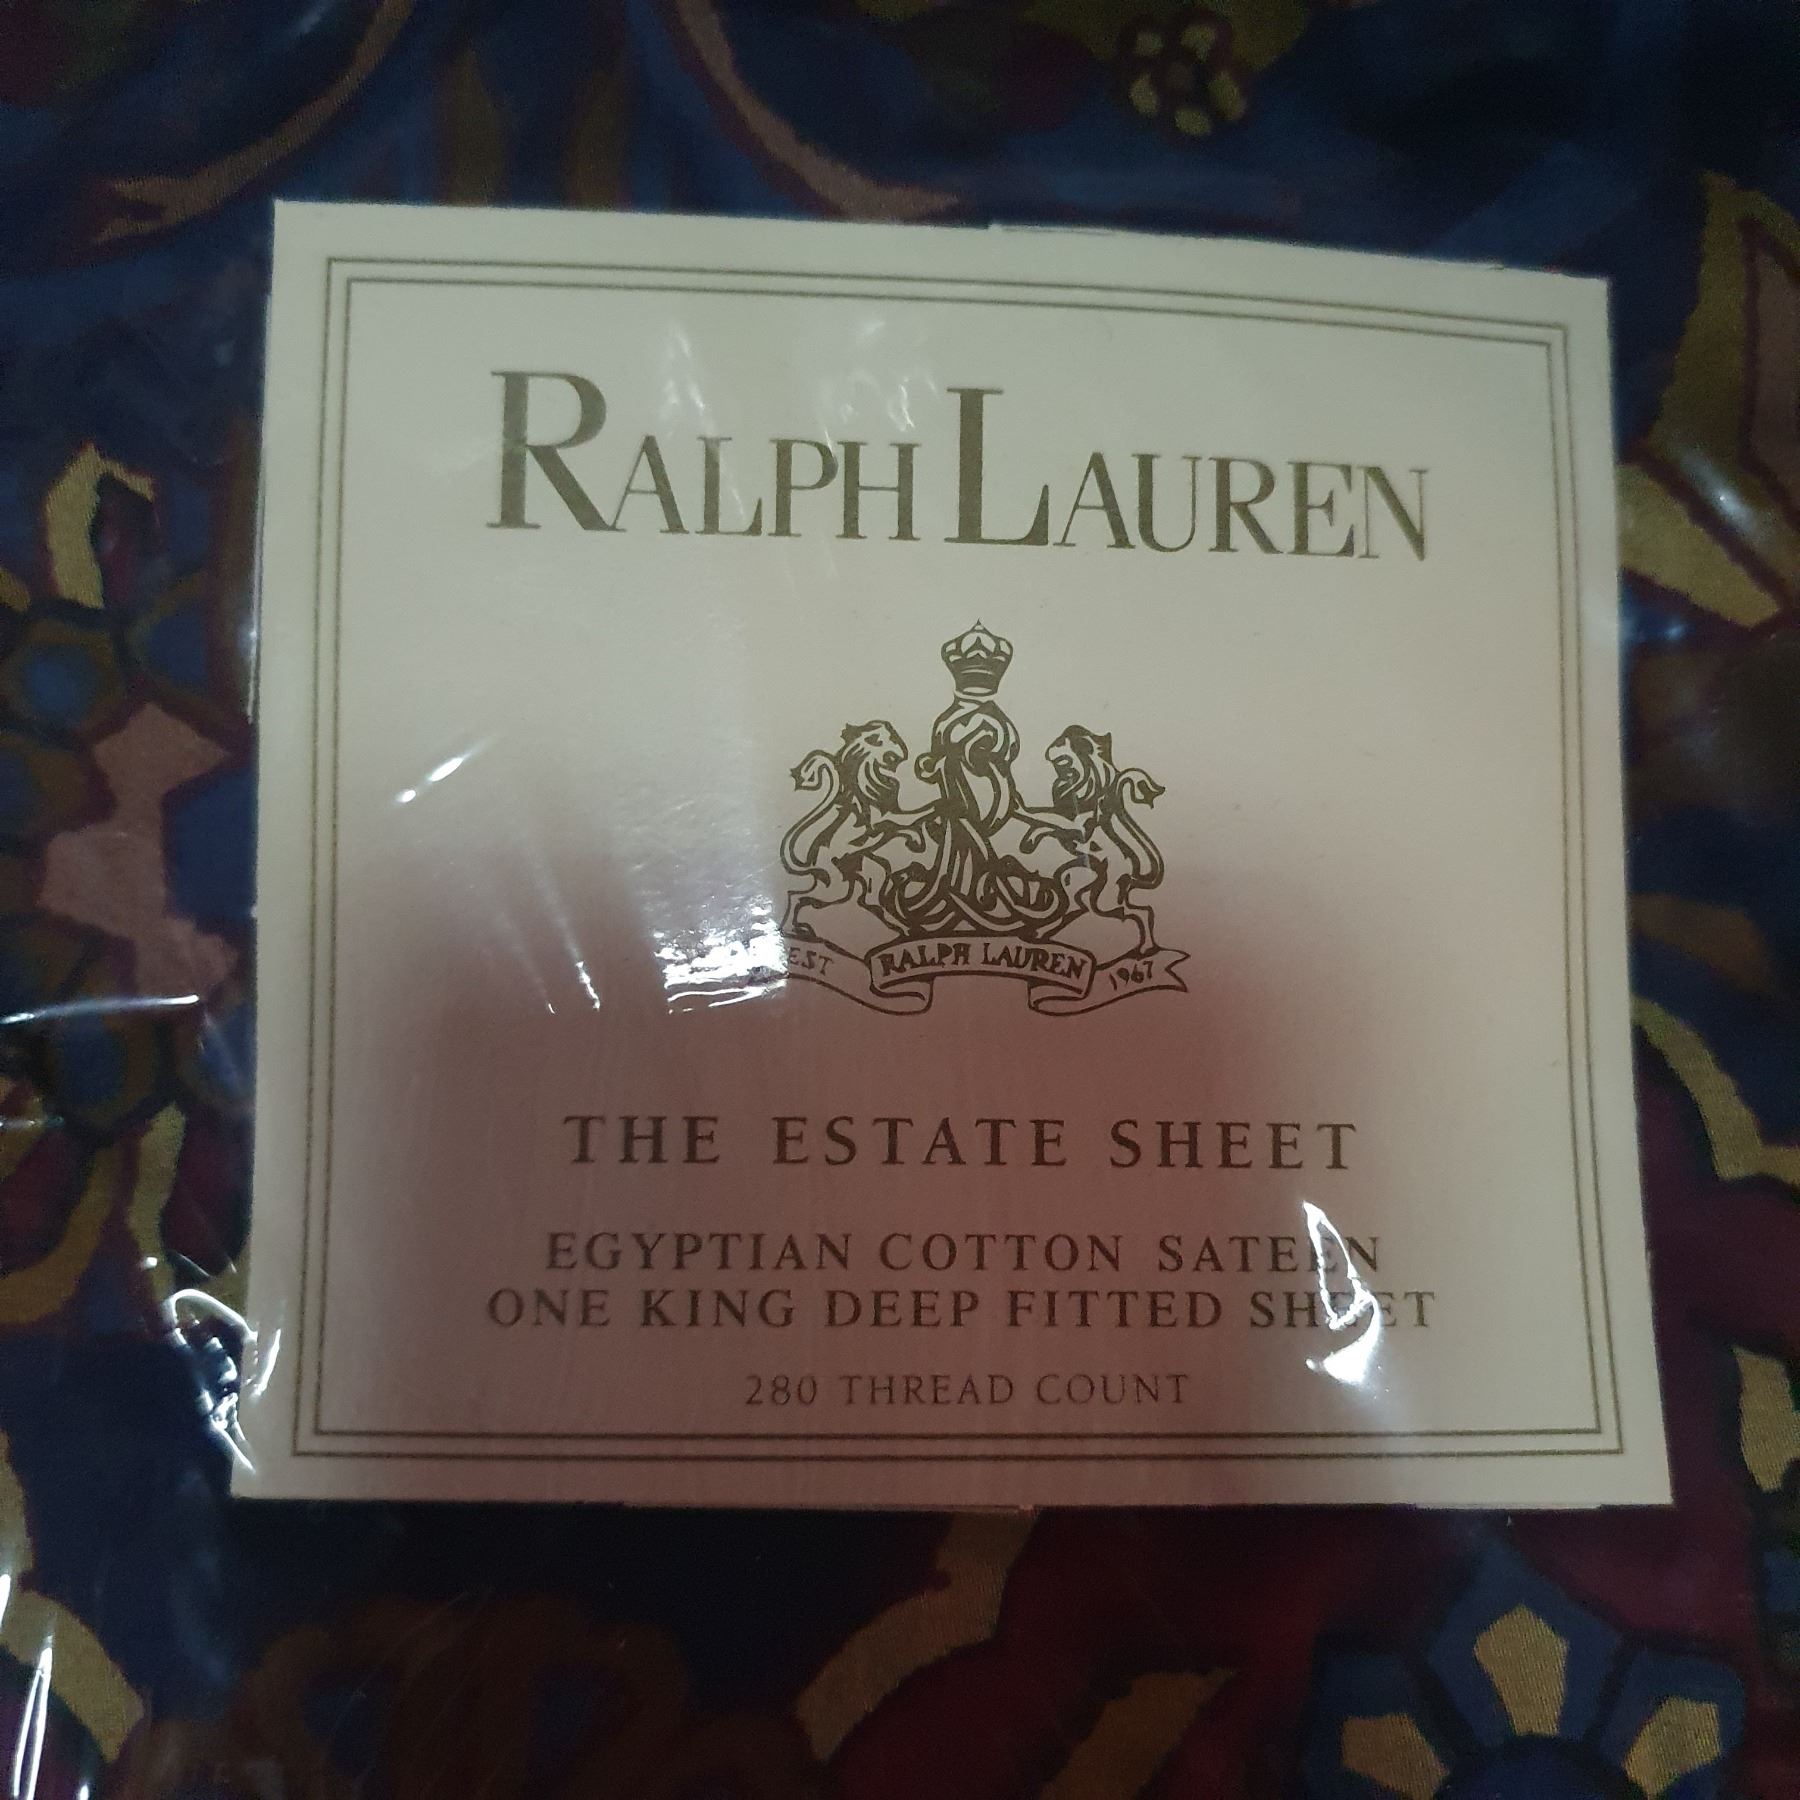 RALPH LAUREN
EST RALPH LAUREN 1967
THE ESTATE SHEET
EGYPTIAN COTTON SATEEN
ONE KING DEEP FITTED SHEET
280 THREAD COUNT